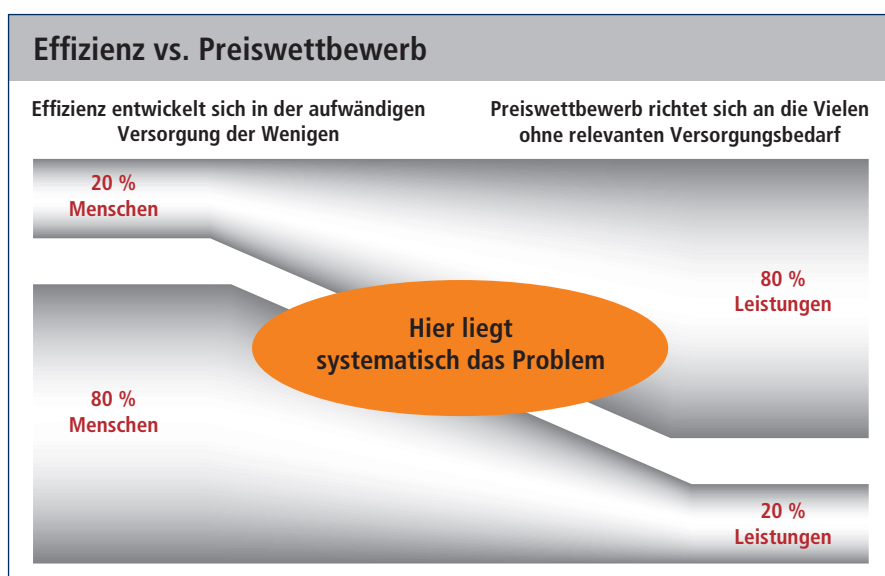 Effizienz vs. Preiswettbewerb
Effizienz entwickelt sich in der aufwändigen
Versorgung der Wenigen
Preiswettbewerb richtet sich an die Vielen
ohne relevanten Versorgungsbedarf
20 %
Menschen
80 %
Leistungen
Hier liegt
systematisch das Problem
80 %
Menschen
20 %
Leistungen